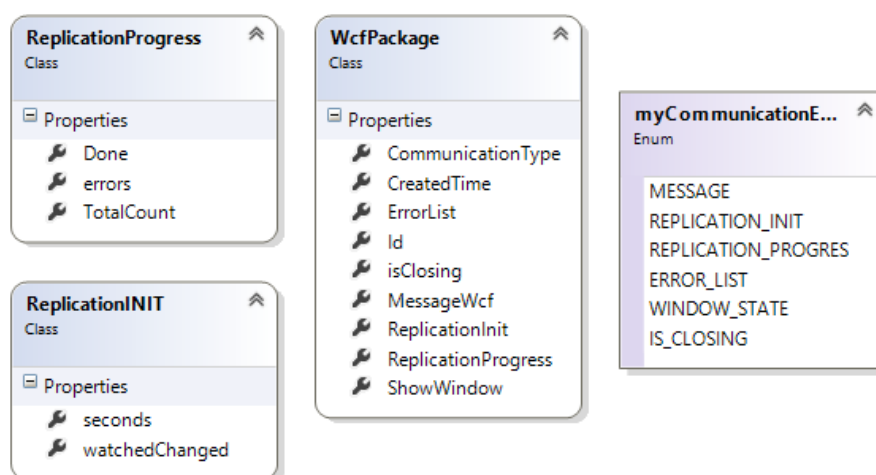 ReplicationProgress
Class
Properties
Done
errors
TotalCount
ReplicationINIT
Class
Properties
seconds
watchedChanged
WcfPackage
Class
Properties
CommunicationType
CreatedTime
ErrorList
Id
isClosing
MessageWcf
ReplicationInit
ReplicationProgress
ShowWindow
myCommunicationE...
Enum
MESSAGE
REPLICATION_INIT
REPLICATION_PROGRES
ERROR_LIST
WINDOW_STATE
IS_CLOSING